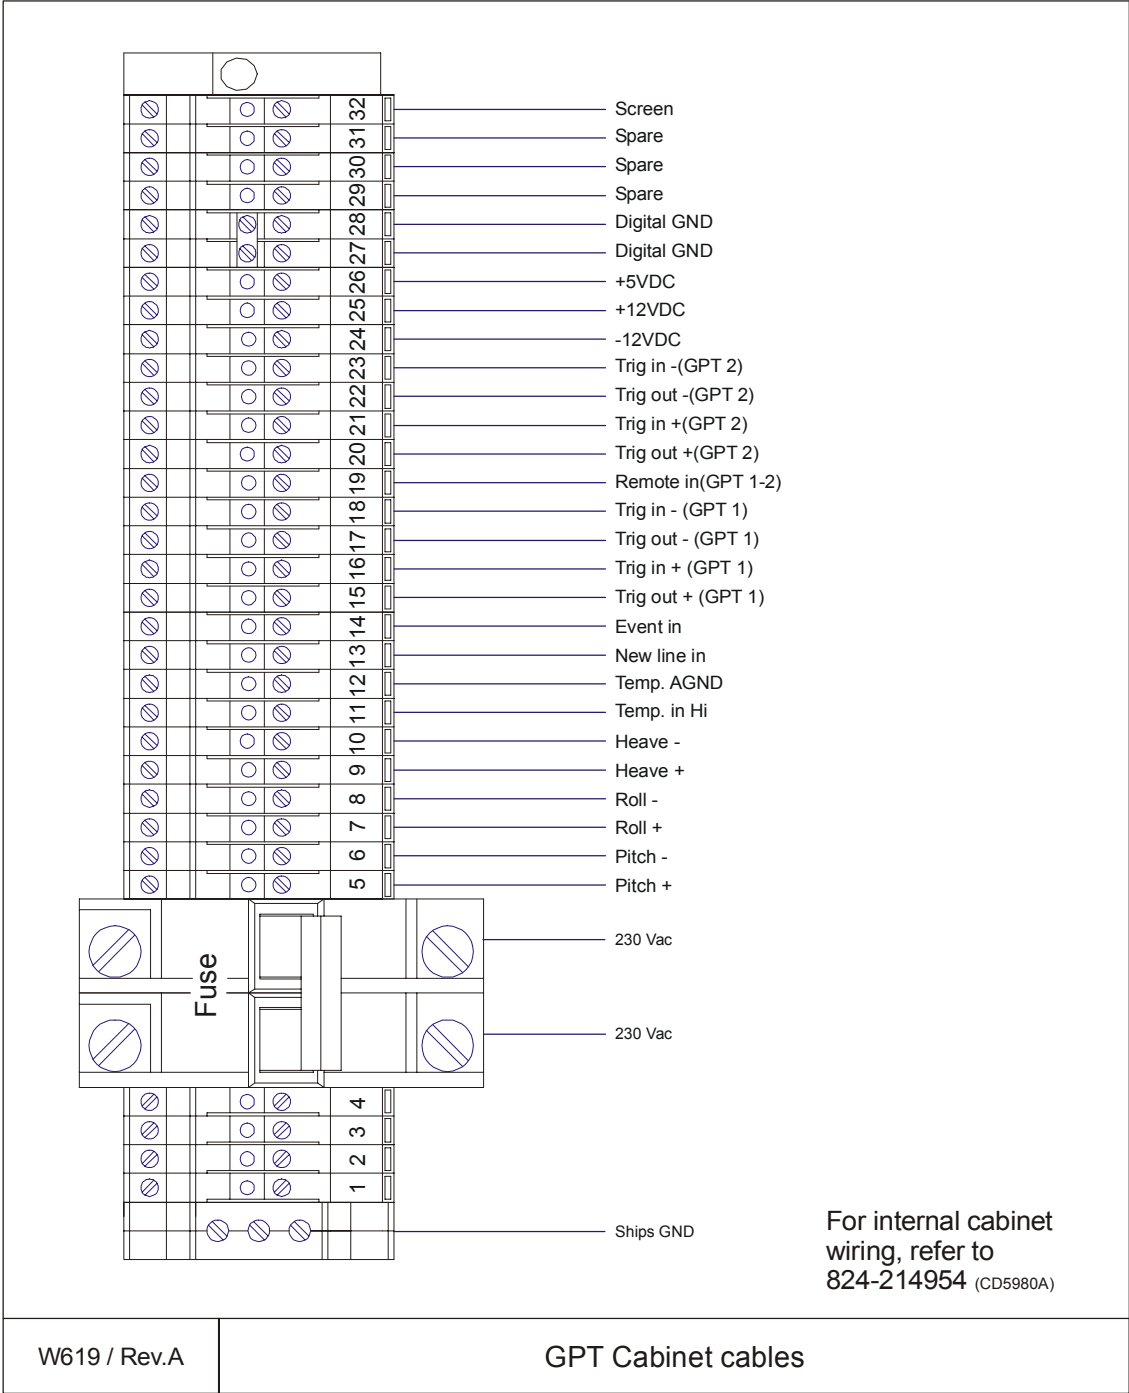 32 Screen
31 Spare
30 Spare
29 Spare
28 Digital GND
27 Digital GND
26 +5VDC
25 +12VDC
24 -12VDC
23 Trig in -(GPT 2)
22 Trig out -(GPT 2)
21 Trig in +(GPT 2)
20 Trig out +(GPT 2)
19 Remote in(GPT 1-2)
18 Trig in - (GPT 1)
17 Trig out - (GPT 1)
16 Trig in + (GPT 1)
15 Trig out + (GPT 1)
14 Event in
13 New line in
12 Temp. AGND
11 Temp. in Hi
10 Heave -
9 Heave +
8 Roll -
7 Roll +
6 Pitch -
5 Pitch +
230 Vac
Fuse
230 Vac
4
3
2
1
Ships GND
For internal cabinet
wiring, refer to
824-214954 (CD5980A)
W619 / Rev.A
GPT Cabinet cables